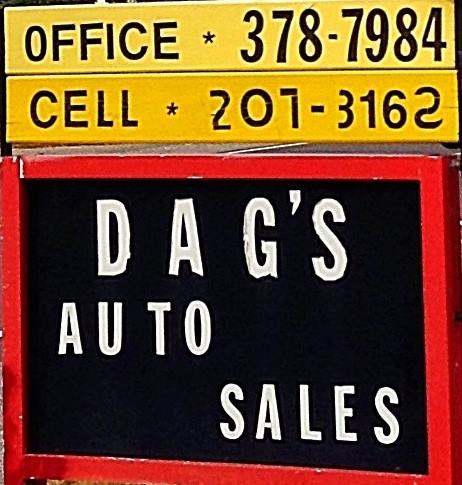 OFFICE * 378-7984
CELL * 207-3162
DAG'S
AUTO
SALES